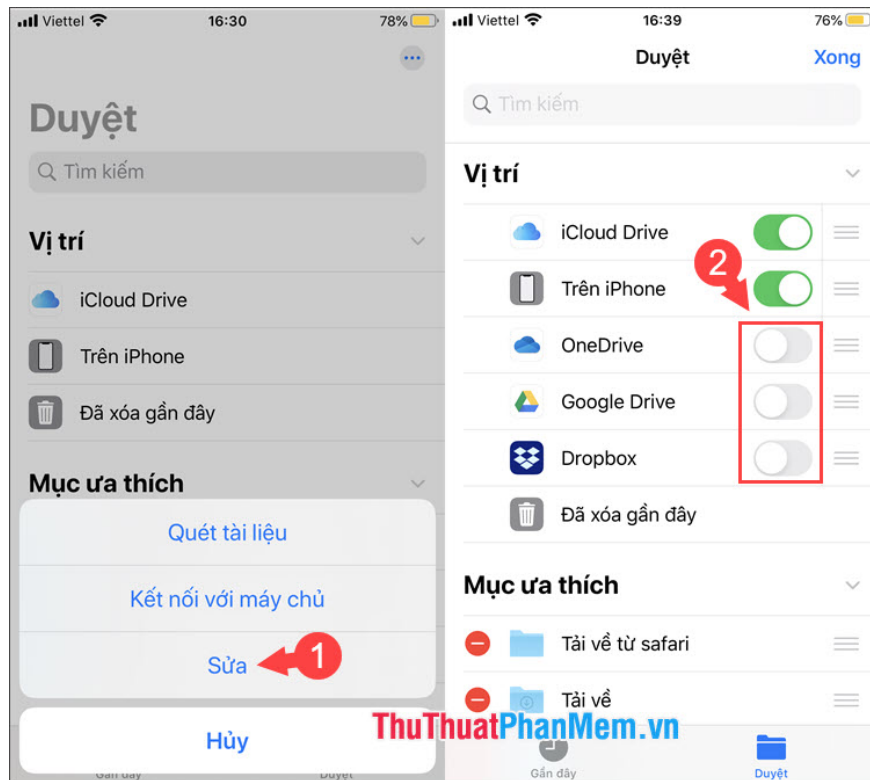 Viettel 16:30 78%
Duyệt
Tìm kiếm
Vị trí
iCloud Drive
Trên iPhone
Đã xóa gần đây
Mục ưa thích
Quét tài liệu
Kết nối với máy chủ
Sửa
1
Hủy
Gần đây Duyệt
Viettel 16:39 76%
Duyệt Xong
Tìm kiếm
Vị trí
iCloud Drive
2
Trên iPhone
OneDrive
Google Drive
Dropbox
Đã xóa gần đây
Mục ưa thích
Tải về từ safari
Tải về
ThuThuatPhanMem.vn
Gần đây Duyệt